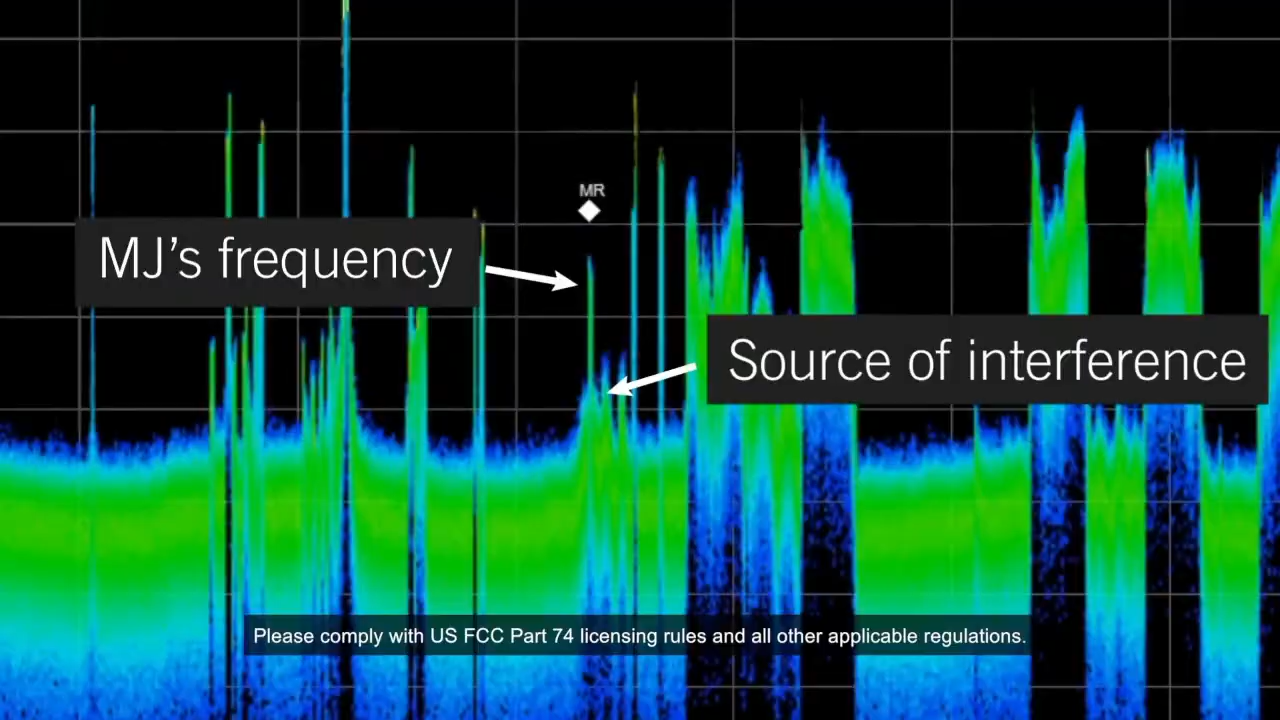 MR
MJ’s frequency
Source of interference
Please comply with US FCC Part 74 licensing rules and all other applicable regulations.